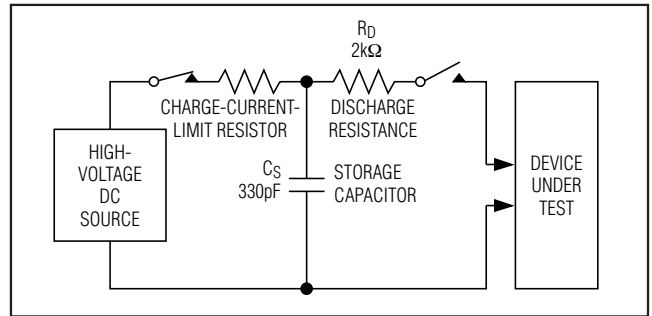 R_D
2kΩ
CHARGE-CURRENT-
LIMIT RESISTOR
DISCHARGE
RESISTANCE
HIGH-
VOLTAGE
DC
SOURCE
C_S
330pF
STORAGE
CAPACITOR
DEVICE
UNDER
TEST